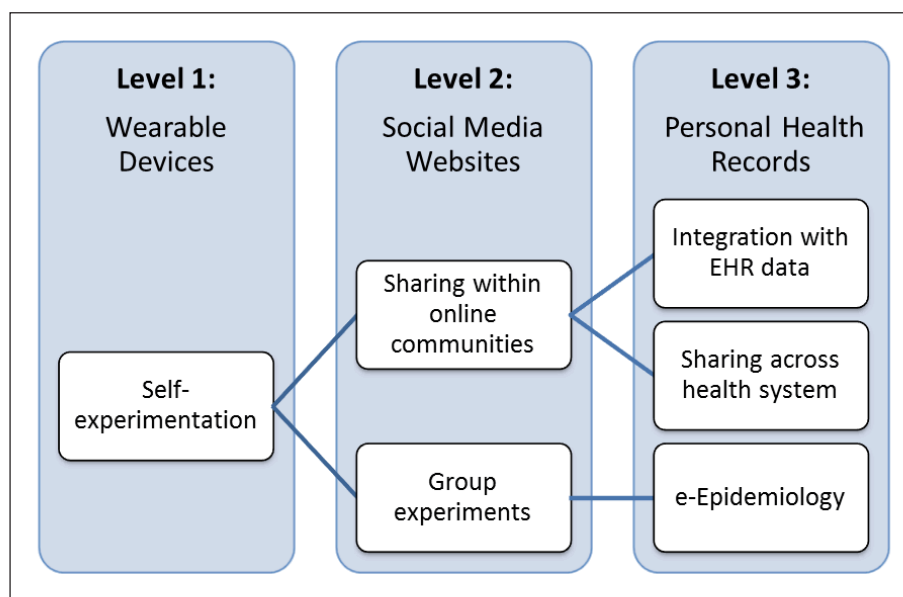 Level 1:
Wearable
Devices
Self-
experimentation
Level 2:
Social Media
Websites
Sharing within
online
communities
Group
experiments
Level 3:
Personal Health
Records
Integration with
EHR data
Sharing across
health system
e-Epidemiology